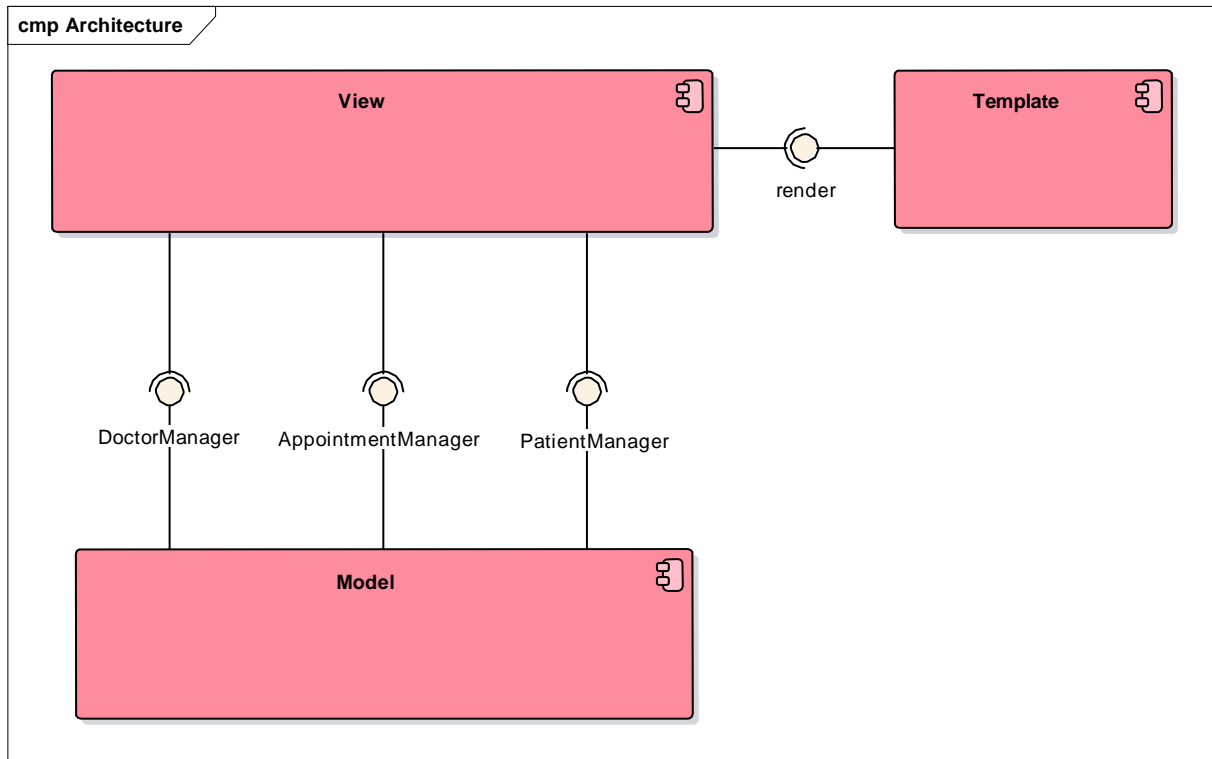 cmp Architecture
View
Template
render
DoctorManager
AppointmentManager
PatientManager
Model